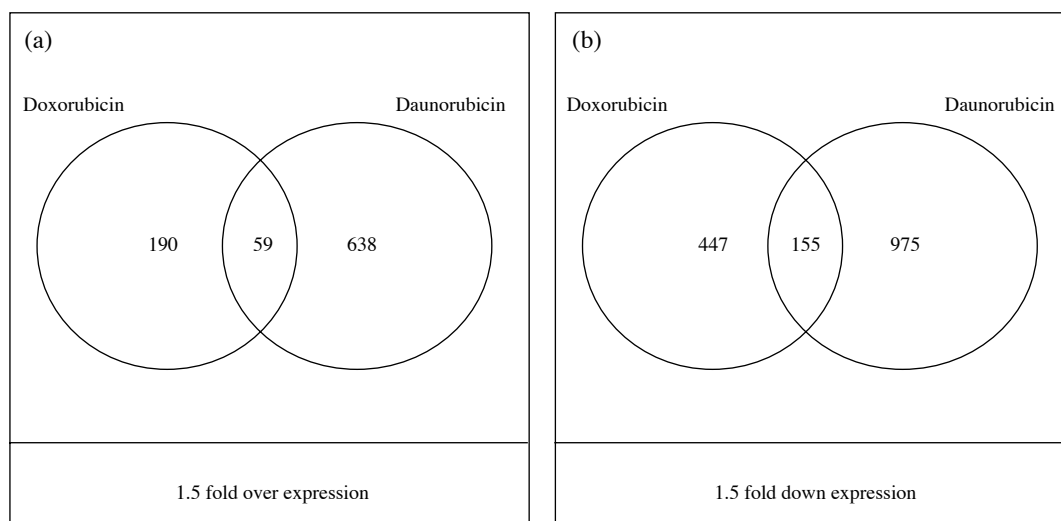 (a)
Doxorubicin
Daunorubicin
190
59
638
1.5 fold over expression
(b)
Doxorubicin
Daunorubicin
447
155
975
1.5 fold down expression